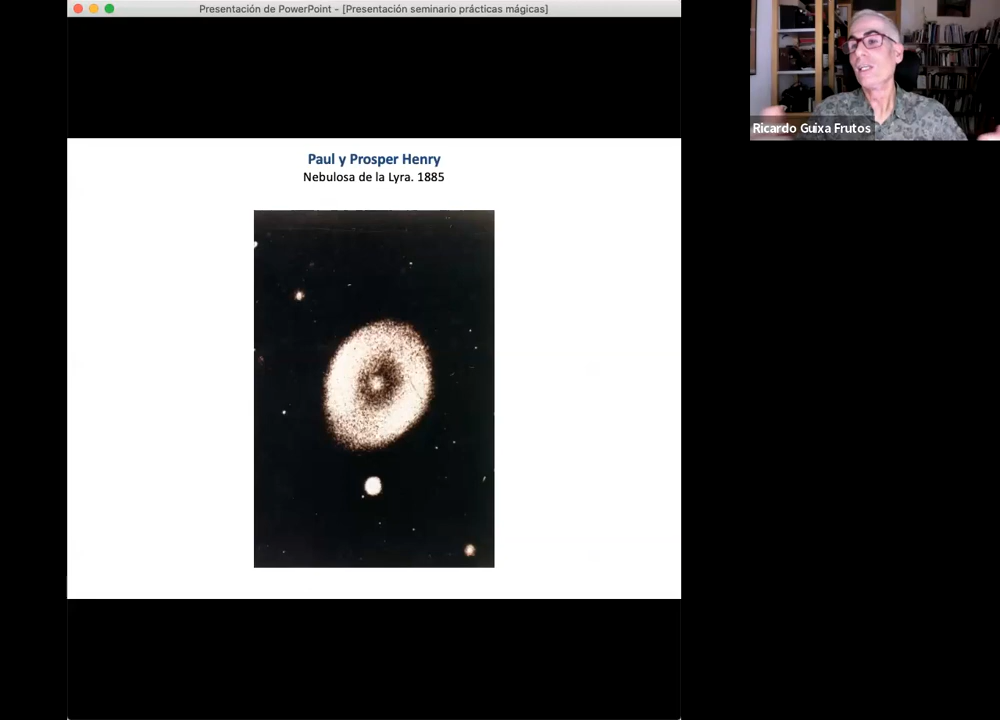 Presentación de PowerPoint - [Presentación seminario prácticas mágicas]
Paul y Prosper Henry
Nebulosa de la Lyra. 1885
Ricardo Guixa Frutos